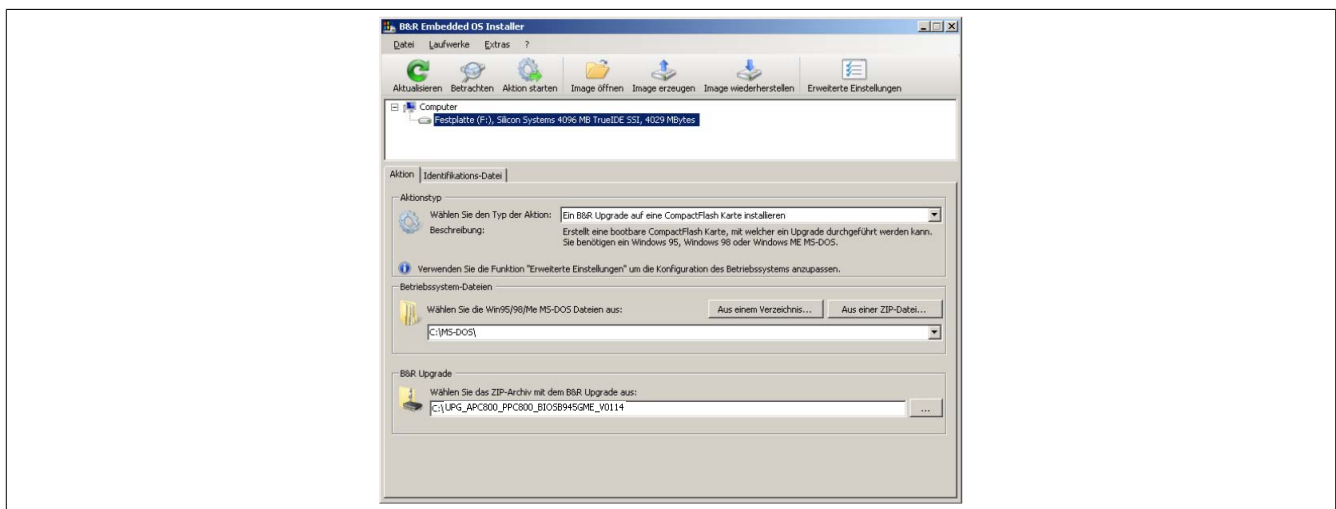 B&R Embedded OS Installer
Datei Laufwerke Extras ?
Aktualisieren Betrachten Aktion starten Image öffnen Image erzeugen Image wiederherstellen Erweiterte Einstellungen
Computer
Festplatte (F:), Silicon Systems 4096 MB TrueIDE SSI, 4029 MBytes
Aktion Identifikations-Datei
Aktionstyp
Wählen Sie den Typ der Aktion: Ein B&R Upgrade auf eine CompactFlash Karte installieren
Beschreibung: Erstellt eine bootbare CompactFlash Karte, mit welcher ein Upgrade durchgeführt werden kann.
Sie benötigen ein Windows 95, Windows 98 oder Windows ME MS-DOS.
Verwenden Sie die Funktion "Erweiterte Einstellungen" um die Konfiguration des Betriebssystems anzupassen.
Betriebssystem-Dateien
Wählen Sie die Win95/98/Me MS-DOS Dateien aus: Aus einem Verzeichnis... Aus einer ZIP-Datei...
C:\MS-DOS\
B&R Upgrade
Wählen Sie das ZIP-Archiv mit dem B&R Upgrade aus:
C:\UPG_APC800_PPC800_BIOSB945GME_V0114 ...